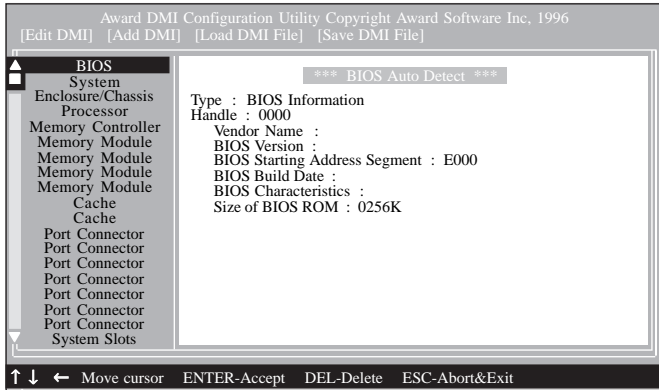 Award DMI Configuration Utility Copyright Award Software Inc, 1996
[Edit DMI] [Add DMI] [Load DMI File] [Save DMI File]
BIOS
System
Enclosure/Chassis
Processor
Memory Controller
Memory Module
Memory Module
Memory Module
Memory Module
Cache
Cache
Port Connector
Port Connector
Port Connector
Port Connector
Port Connector
Port Connector
Port Connector
System Slots
*** BIOS Auto Detect ***
Type : BIOS Information
Handle : 0000
Vendor Name :
BIOS Version :
BIOS Starting Address Segment : E000
BIOS Build Date :
BIOS Characteristics :
Size of BIOS ROM : 0256K
↑ ↓ ← Move cursor ENTER-Accept DEL-Delete ESC-Abort&Exit